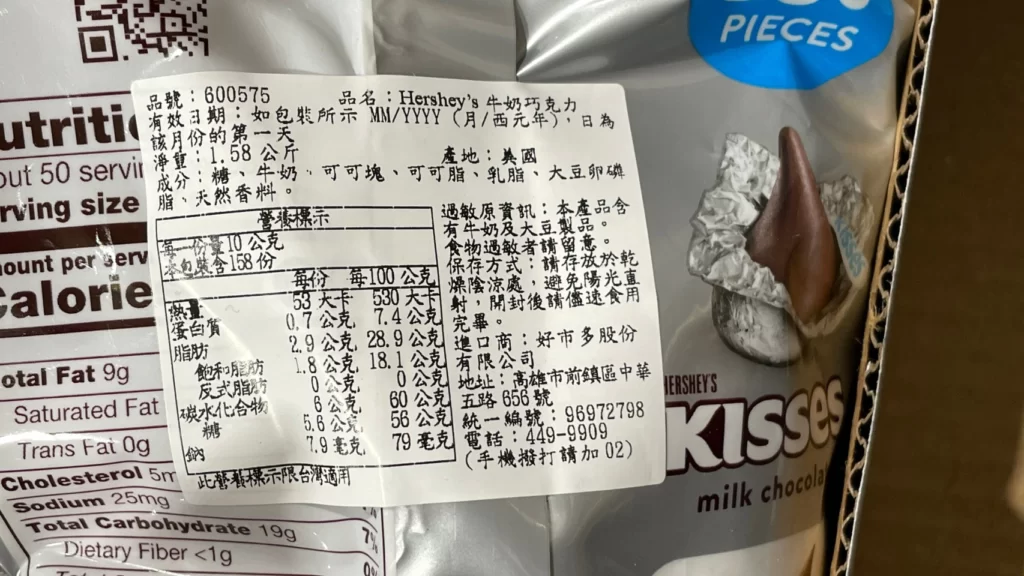 PIECES
品號：600575 品名：Hershey's 牛奶巧克力
有效日期：如包裝所示 MM/YYYY (月/西元年)，日為
該月份的第一天
淨重：1.58 公斤 產地：美國
成分：糖、牛奶、可可塊、可可脂、乳脂、大豆卵磷
脂、天然香料。
營養標示
每一份量10 公克
本包裝含158 份
每份 每100 公克
熱量 53 大卡 530 大卡
蛋白質 0.7 公克 7.4 公克
脂肪 2.9 公克 28.9 公克
飽和脂肪 1.8 公克 18.1 公克
反式脂肪 0 公克 0 公克
碳水化合物 6 公克 60 公克
糖 5.6 公克 56 公克
鈉 7.9 毫克 79 毫克
此營養標示限台灣適用
過敏原資訊：本產品含
有牛奶及大豆製品。
食物過敏者請留意。
保存方式：請存放於乾
燥陰涼處，避免陽光直
射，開封後請儘速食用
完畢。
進口商：好市多股份
有限公司
地址：高雄市前鎮區中華
五路 656 號
統一編號：96972798
電話：449-9909
(手機撥打請加 02)
utriti
out 50 servin
rving size
mount per serv
Calorie
otal Fat 9g
Saturated Fat
Trans Fat 0g
Cholesterol 5m
Sodium 25mg
Total Carbohydrate 19g 7%
Dietary Fiber <1g
HERSHEY'S
KISSES
milk chocola